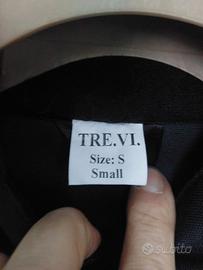 TRE.VI.
Size: S
Small
subito